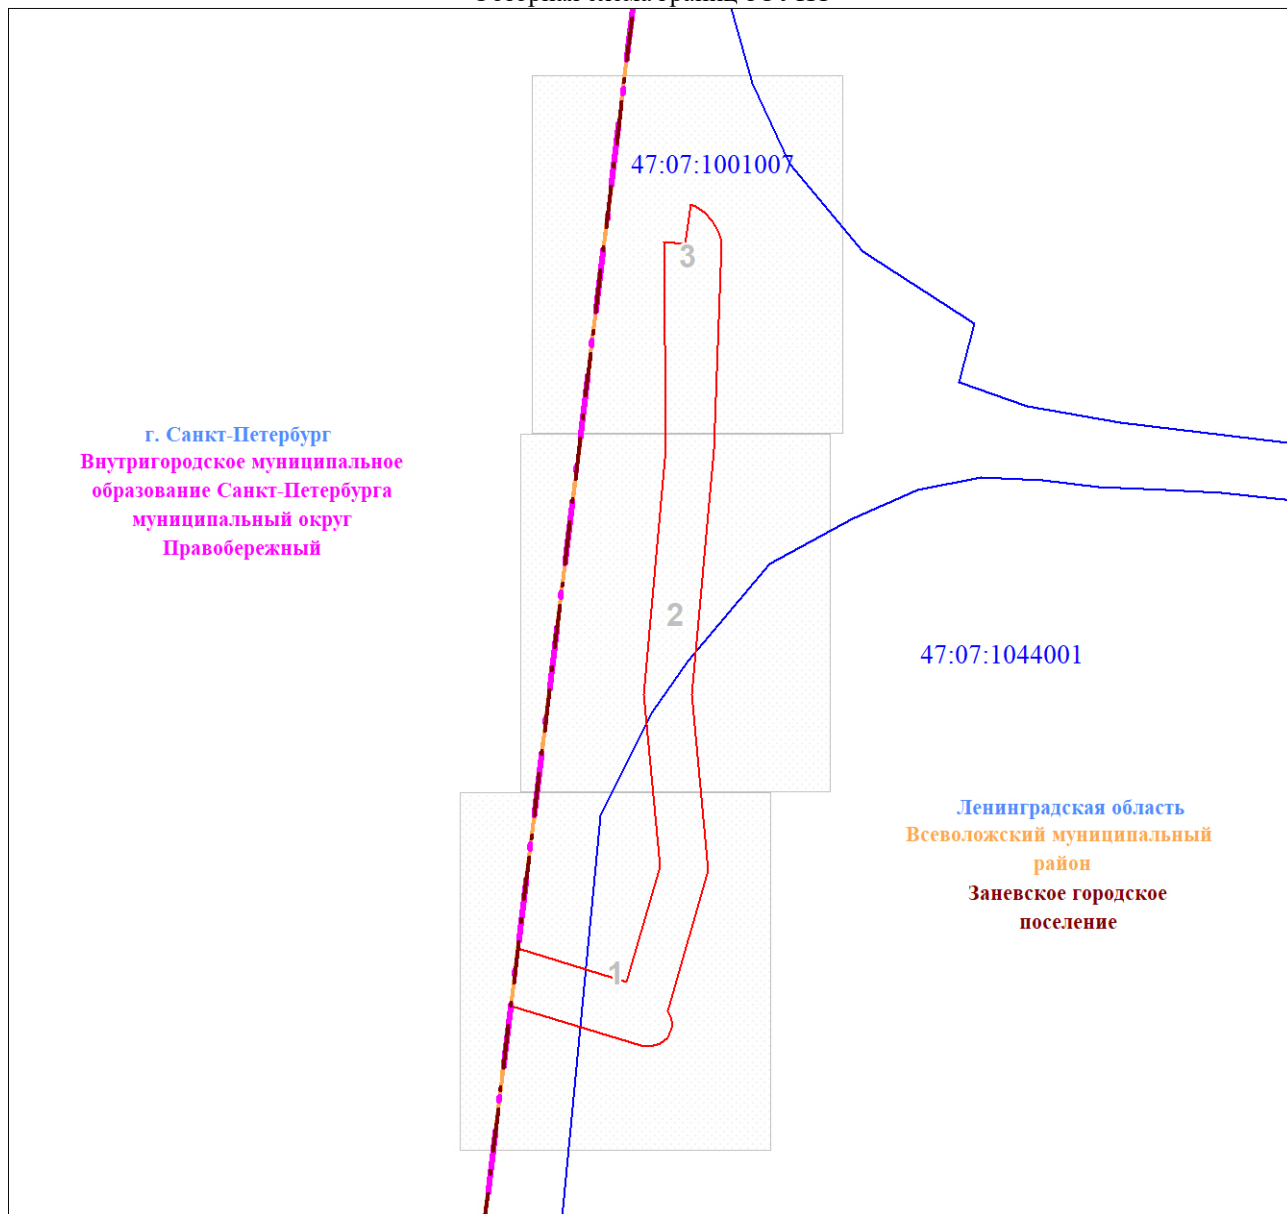 47:07:1001007
3
г. Санкт-Петербург
Внутригородское муниципальное
образование Санкт-Петербурга
муниципальный округ
Правобережный
2
47:07:1044001
Ленинградская область
Всеволожский муниципальный
район
Заневское городское
поселение
1